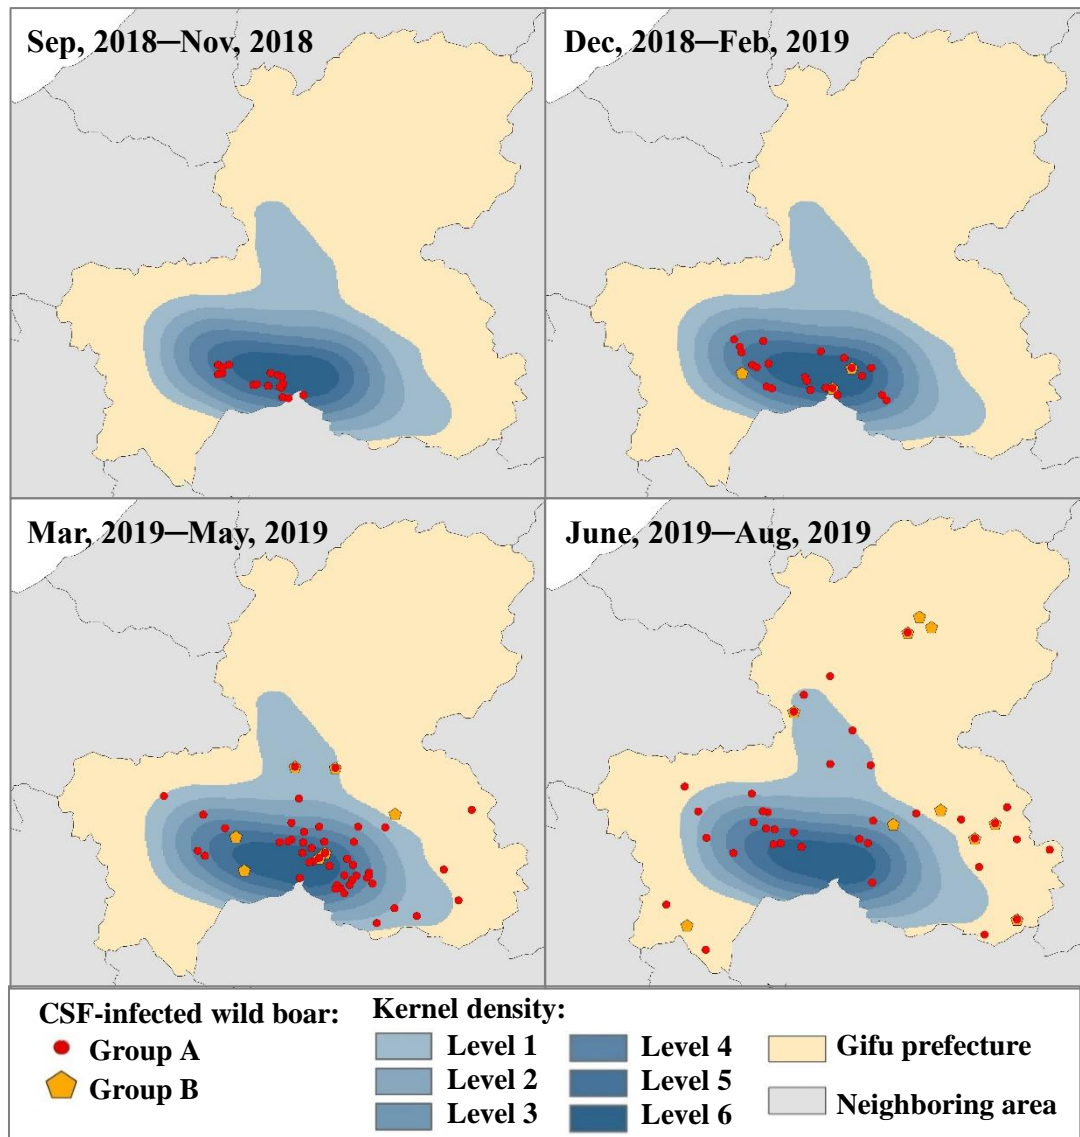 Sep, 2018–Nov, 2018
Dec, 2018–Feb, 2019
Mar, 2019–May, 2019
June, 2019–Aug, 2019
CSF-infected wild boar:
Group A
Group B
Kernel density:
Level 1
Level 2
Level 3
Level 4
Level 5
Level 6
Gifu prefecture
Neighboring area